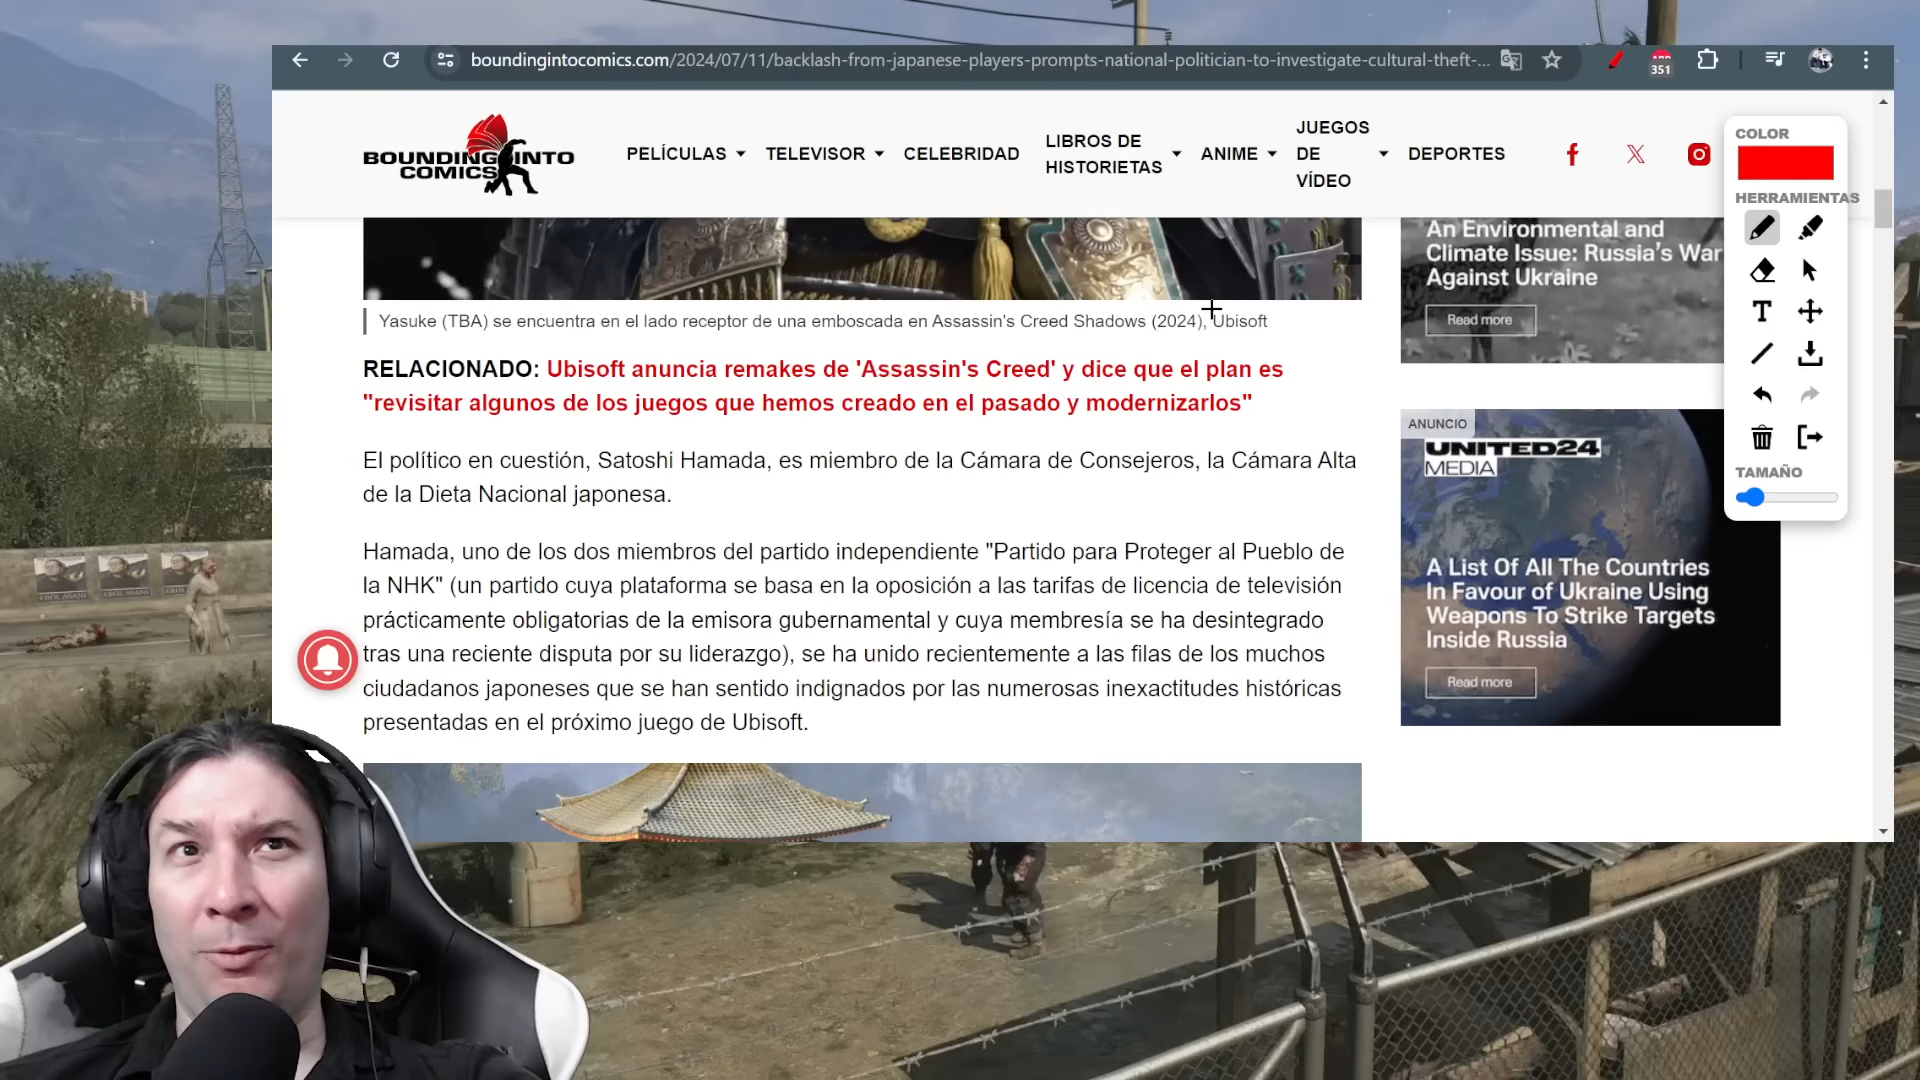 boundingintocomics.com/2024/07/11/backlash-from-japanese-players-prompts-national-politician-to-investigate-cultural-theft-...
351
BOUNDING INTO
COMICS
PELÍCULAS
TELEVISOR
CELEBRIDAD
LIBROS DE
HISTORIETAS
ANIME
JUEGOS
DE
VÍDEO
DEPORTES
COLOR
HERRAMIENTAS
TAMAÑO
An Environmental and
Climate Issue: Russia's War
Against Ukraine
Read more
Yasuke (TBA) se encuentra en el lado receptor de una emboscada en Assassin's Creed Shadows (2024), Ubisoft
RELACIONADO: Ubisoft anuncia remakes de 'Assassin's Creed' y dice que el plan es
"revisitar algunos de los juegos que hemos creado en el pasado y modernizarlos"
El político en cuestión, Satoshi Hamada, es miembro de la Cámara de Consejeros, la Cámara Alta
de la Dieta Nacional japonesa.
Hamada, uno de los dos miembros del partido independiente "Partido para Proteger al Pueblo de
la NHK" (un partido cuya plataforma se basa en la oposición a las tarifas de licencia de televisión
prácticamente obligatorias de la emisora gubernamental y cuya membresía se ha desintegrado
tras una reciente disputa por su liderazgo), se ha unido recientemente a las filas de los muchos
ciudadanos japoneses que se han sentido indignados por las numerosas inexactitudes históricas
presentadas en el próximo juego de Ubisoft.
ANUNCIO
UNITED24
MEDIA
A List Of All The Countries
In Favour of Ukraine Using
Weapons To Strike Targets
Inside Russia
Read more